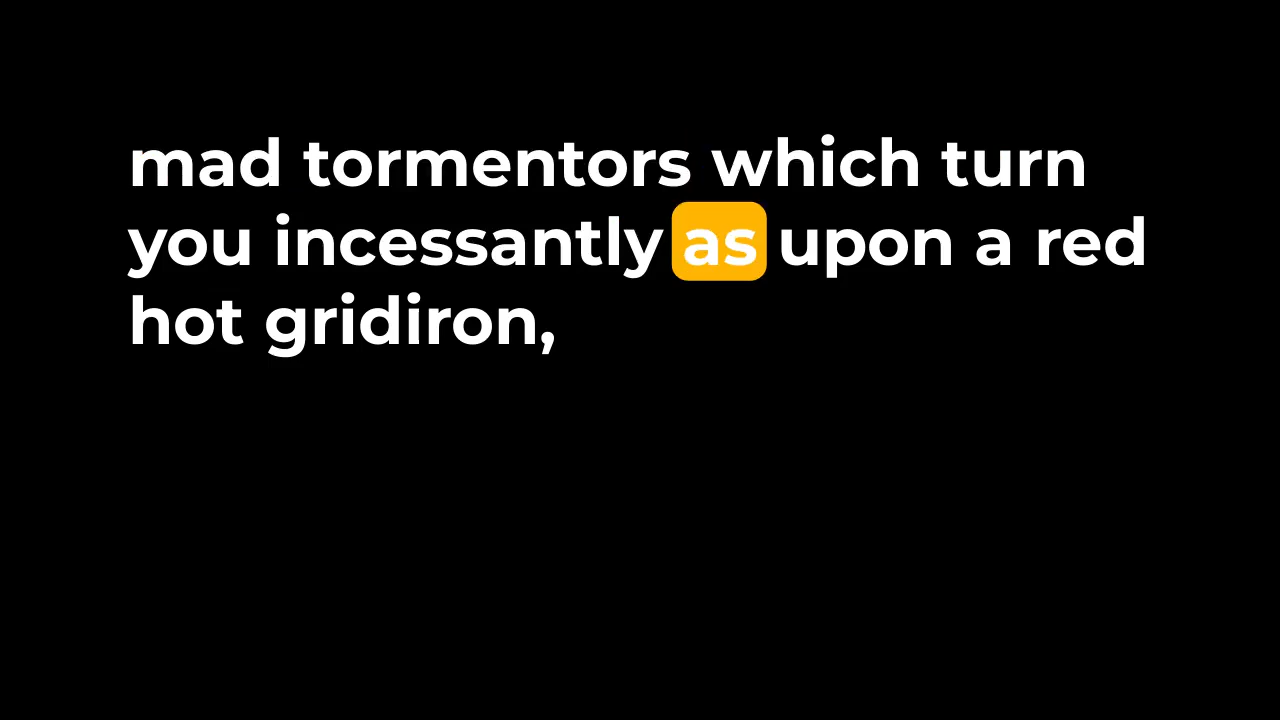 mad tormentors which turn
you incessantly as upon a red
hot gridiron,